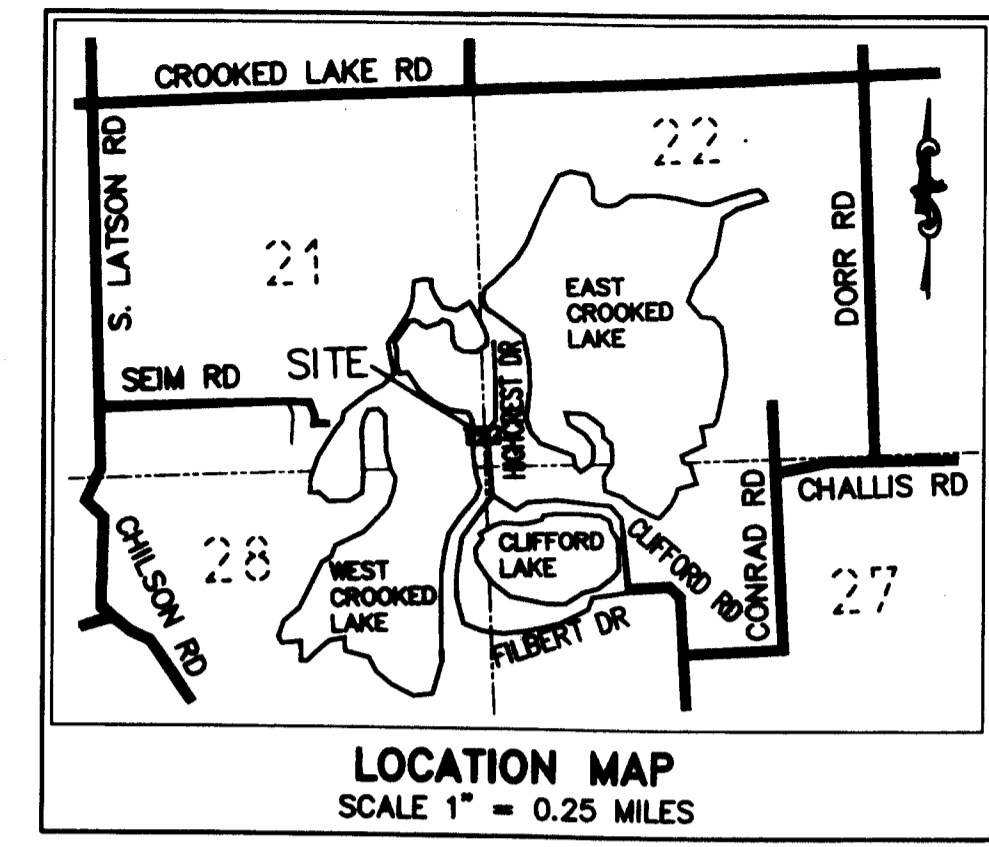 CROOKED LAKE RD
S. LATSON RD
22
21
DORR RD
EAST
CROOKED
LAKE
SITE
HIGHCREST DR
SEIM RD
CHALLIS RD
CHILSON RD
28
WEST
CROOKED
LAKE
CLIFFORD
LAKE
CLIFFORD RD
CONRAD RD
27
FILBERT DR
LOCATION MAP
SCALE 1" = 0.25 MILES